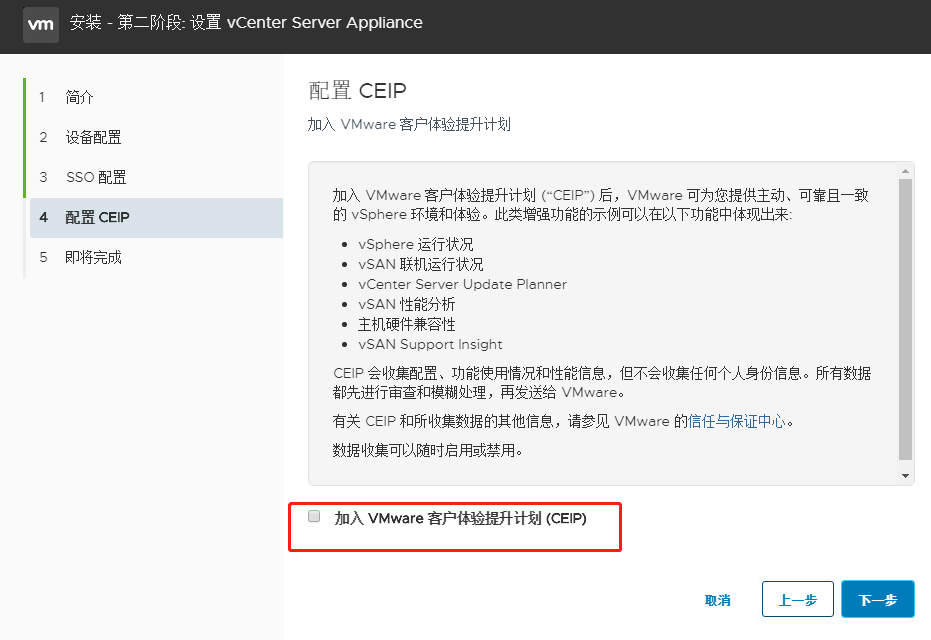 vm 安装 - 第二阶段: 设置 vCenter Server Appliance
1 简介
2 设备配置
3 SSO 配置
4 配置 CEIP
5 即将完成
配置 CEIP
加入 VMware 客户体验提升计划
加入 VMware 客户体验提升计划 (“CEIP”) 后，VMware 可为您提供主动、可靠且一致
的 vSphere 环境和体验。此类增强功能的示例可以在以下功能中体现出来:
• vSphere 运行状况
• vSAN 联机运行状况
• vCenter Server Update Planner
• vSAN 性能分析
• 主机硬件兼容性
• vSAN Support Insight
CEIP 会收集配置、功能使用情况和性能信息，但不会收集任何个人身份信息。所有数据
都先进行审查和模糊处理，再发送给 VMware。
有关 CEIP 和所收集数据的其他信息，请参见 VMware 的信任与保证中心。
数据收集可以随时启用或禁用。
加入 VMware 客户体验提升计划 (CEIP)
取消 上一步 下一步